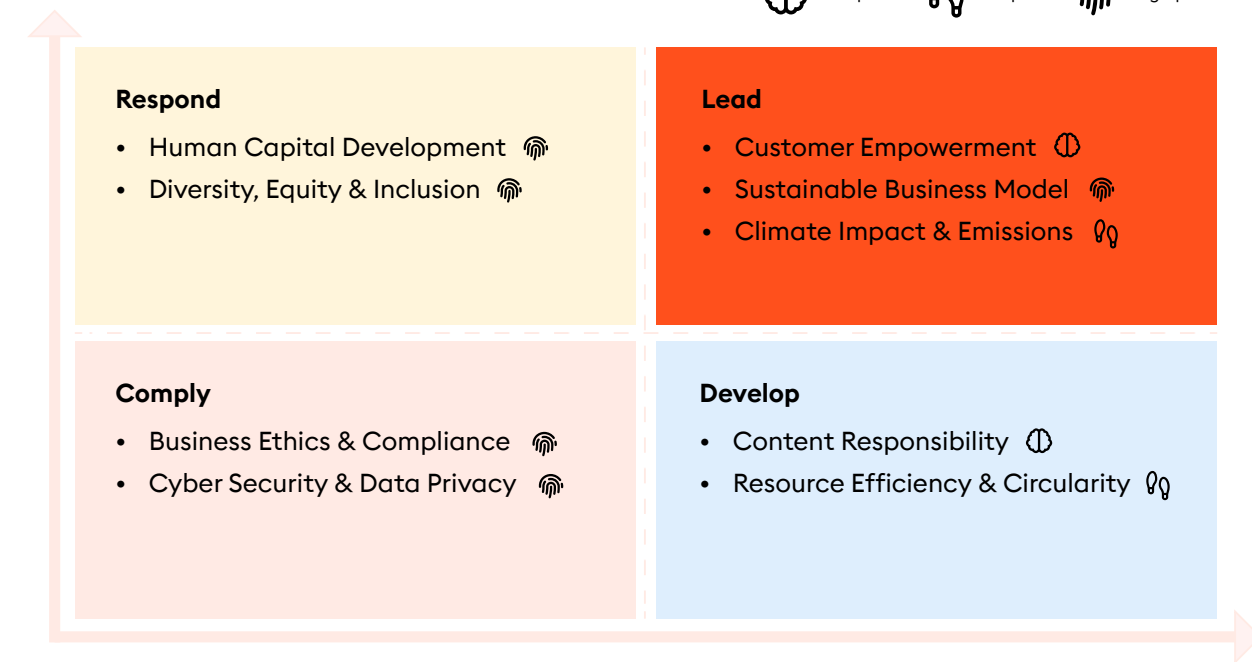 Respond
• Human Capital Development
• Diversity, Equity & Inclusion
Lead
• Customer Empowerment
• Sustainable Business Model
• Climate Impact & Emissions
Comply
• Business Ethics & Compliance
• Cyber Security & Data Privacy
Develop
• Content Responsibility
• Resource Efficiency & Circularity